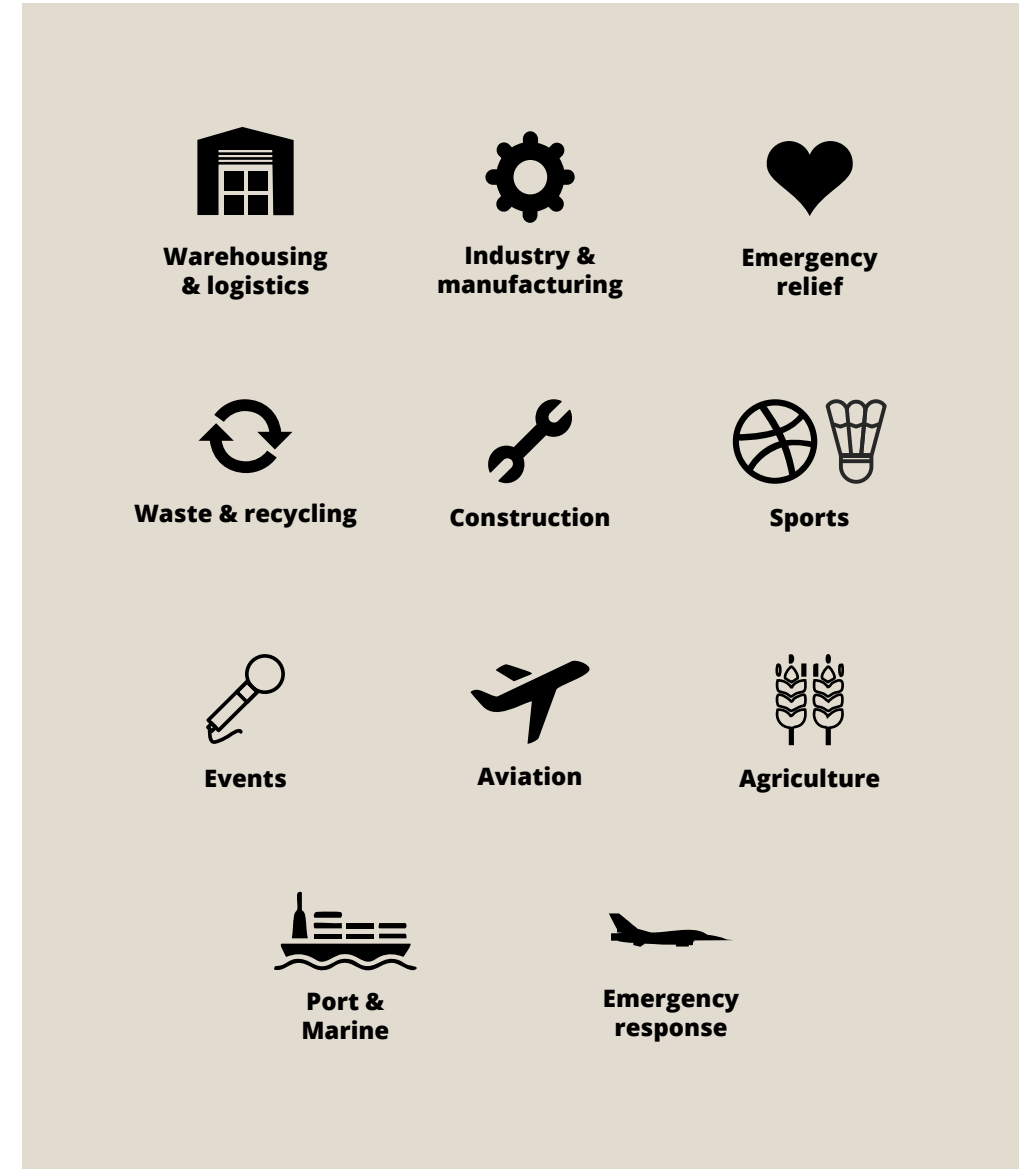 Warehousing
& logistics
Industry &
manufacturing
Emergency
relief
Waste & recycling
Construction
Sports
Events
Aviation
Agriculture
Port &
Marine
Emergency
response